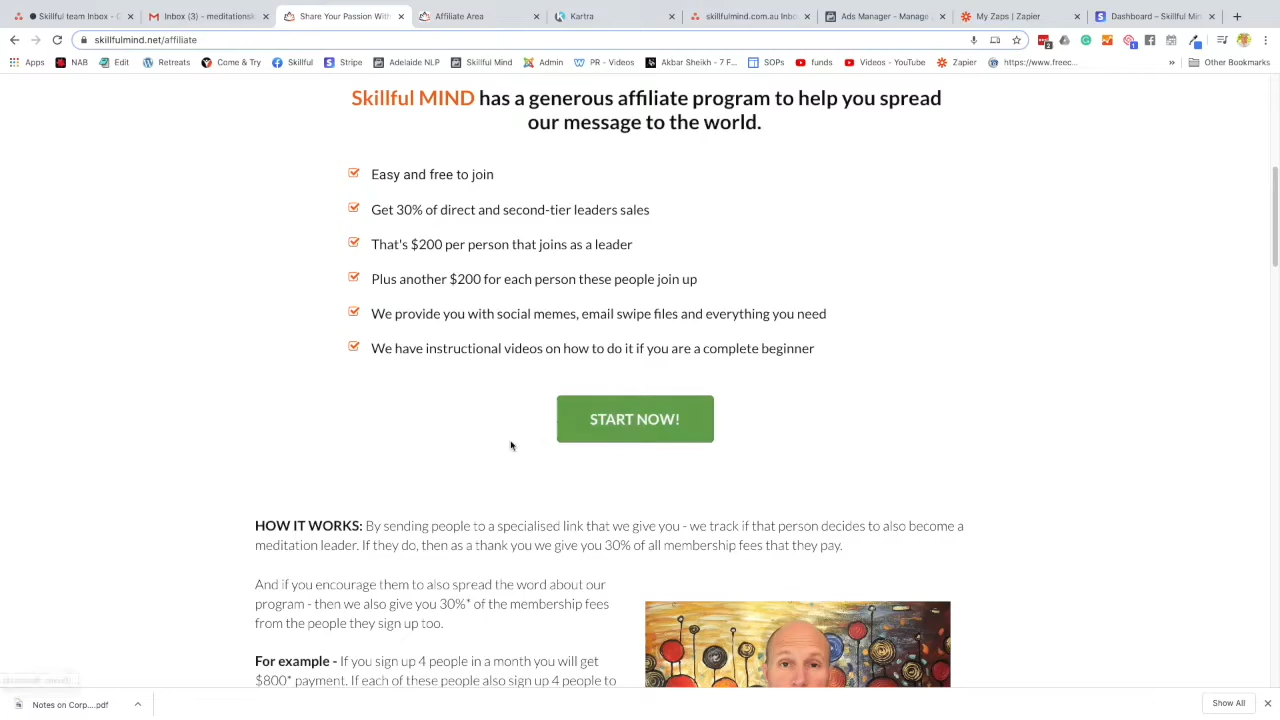 Skillful team Inbox - C
Inbox (3) - meditationsk
Share Your Passion With
Affiliate Area
Kartra
skillfulmind.com.au Inbo
Ads Manager - Manage
My Zaps | Zapier
Dashboard – Skillful Min
skillfulmind.net/affiliate
Apps
NAB
Edit
Retreats
Come & Try
Skillful
Stripe
Adelaide NLP
Skillful Mind
Admin
PR - Videos
Akbar Sheikh - 7 F...
SOPs
funds
Videos - YouTube
Zapier
https://www.freec...
Other Bookmarks
Skillful MIND has a generous affiliate program to help you spread
our message to the world.
Easy and free to join
Get 30% of direct and second-tier leaders sales
That's $200 per person that joins as a leader
Plus another $200 for each person these people join up
We provide you with social memes, email swipe files and everything you need
We have instructional videos on how to do it if you are a complete beginner
START NOW!
HOW IT WORKS: By sending people to a specialised link that we give you - we track if that person decides to also become a
meditation leader. If they do, then as a thank you we give you 30% of all membership fees that they pay.
And if you encourage them to also spread the word about our
program - then we also give you 30%* of the membership fees
from the people they sign up too.
For example - If you sign up 4 people in a month you will get
$800* payment. If each of these people also sign up 4 people to
Notes on Corp....pdf
Show All